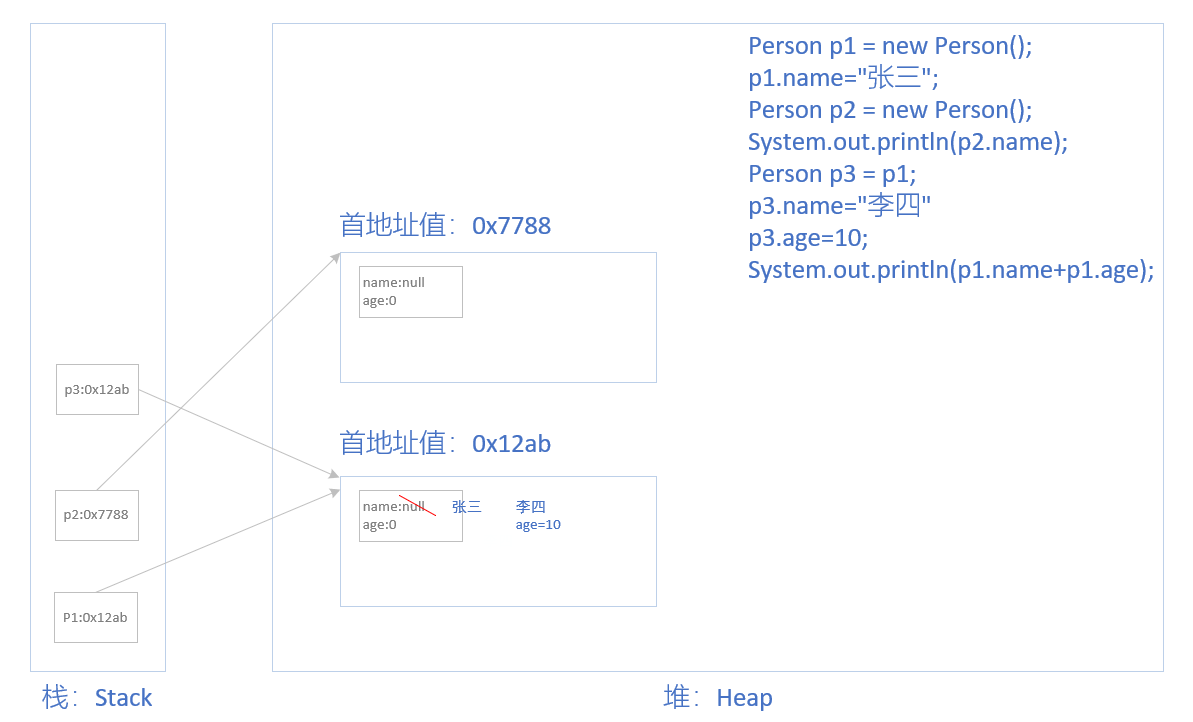 Person p1 = new Person();
p1.name="张三";
Person p2 = new Person();
System.out.println(p2.name);
Person p3 = p1;
p3.name="李四"
p3.age=10;
System.out.println(p1.name+p1.age);
首地址值：0x7788
name:null
age:0
p3:0x12ab
首地址值：0x12ab
name:null 张三 李四
age:0 age=10
p2:0x7788
P1:0x12ab
栈：Stack
堆：Heap